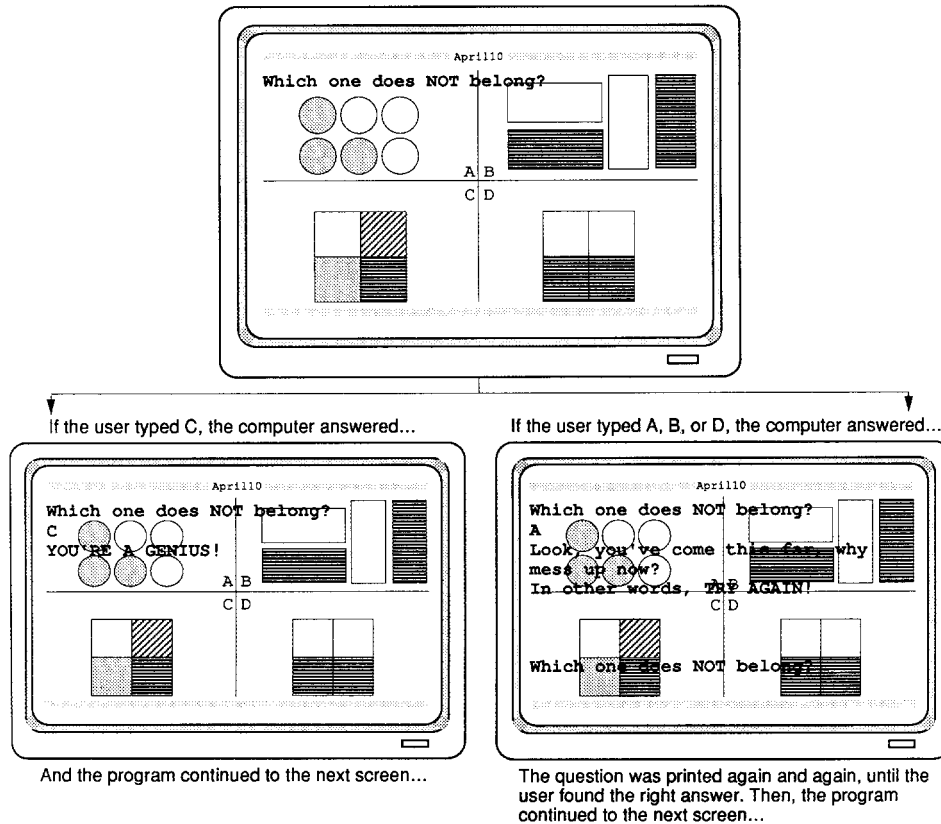 April10
Which one does NOT belong?
A B
C D
If the user typed C, the computer answered...
If the user typed A, B, or D, the computer answered...
April10
Which one does NOT belong?
C
YOU'RE A GENIUS!
A B
C D
And the program continued to the next screen...
April10
Which one does NOT belong?
A
Look, you've come this far, why
mess up now?
In other words, TRY AGAIN!
A B
C D
Which one does NOT belong?
The question was printed again and again, until the
user found the right answer. Then, the program
continued to the next screen...